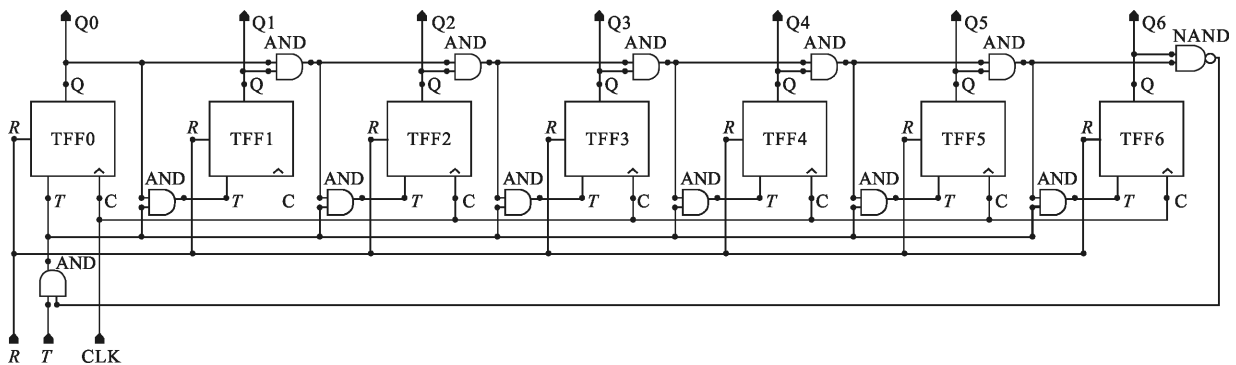 Q0 Q1 Q2 Q3 Q4 Q5 Q6
AND AND AND AND AND NAND
Q Q Q Q Q Q Q
R TFF0 R TFF1 R TFF2 R TFF3 R TFF4 R TFF5 R TFF6
AND AND AND AND AND AND
T C T C T C T C T C T C T C
AND
R T CLK